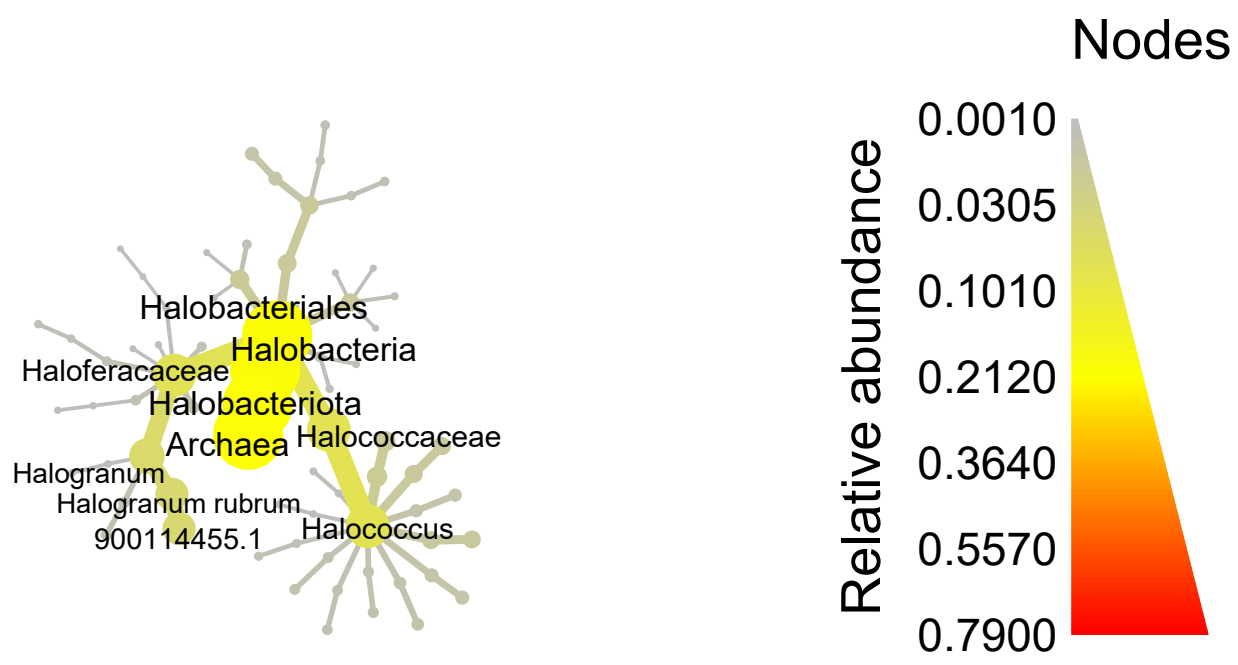 Nodes
Relative abundance
0.0010
0.0305
0.1010
0.2120
0.3640
0.5570
0.7900
Halobacteriales
Halobacteria
Haloferacaceae
Halobacteriota
Archaea
Halococcaceae
Halogranum
Halogranum rubrum
900114455.1
Halococcus